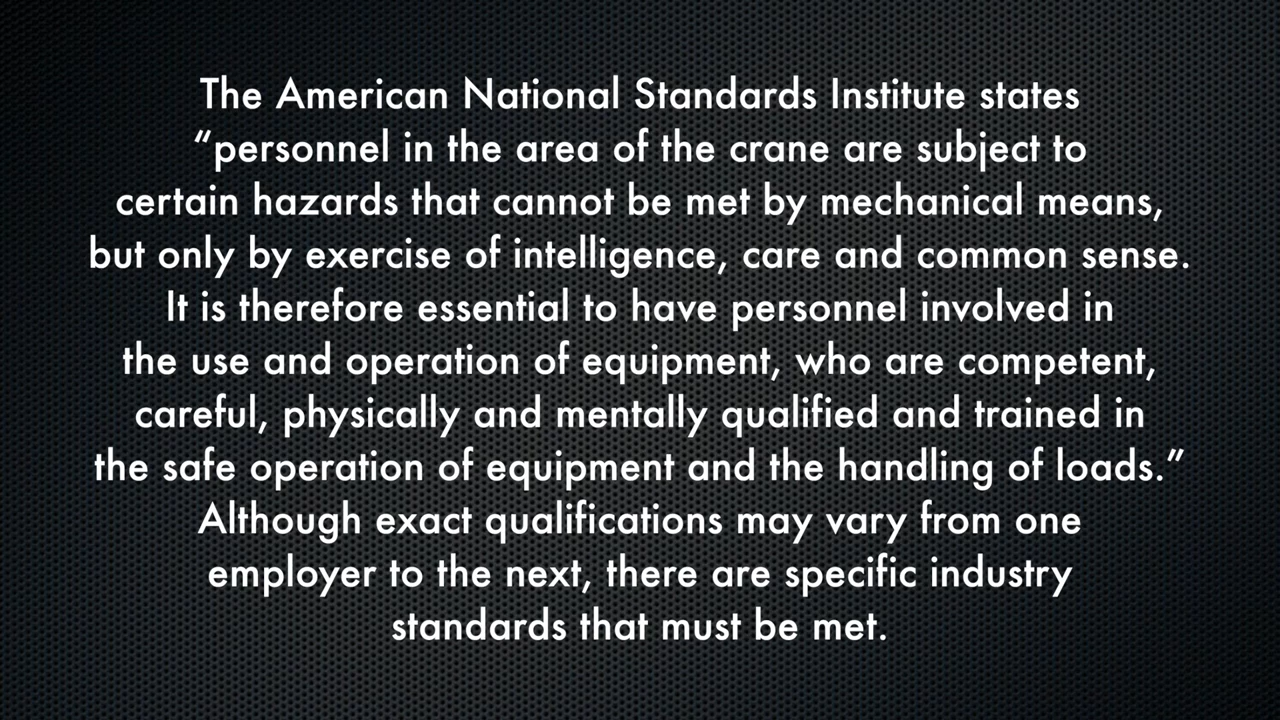 The American National Standards Institute states
“personnel in the area of the crane are subject to
certain hazards that cannot be met by mechanical means,
but only by exercise of intelligence, care and common sense.
It is therefore essential to have personnel involved in
the use and operation of equipment, who are competent,
careful, physically and mentally qualified and trained in
the safe operation of equipment and the handling of loads.”
Although exact qualifications may vary from one
employer to the next, there are specific industry
standards that must be met.